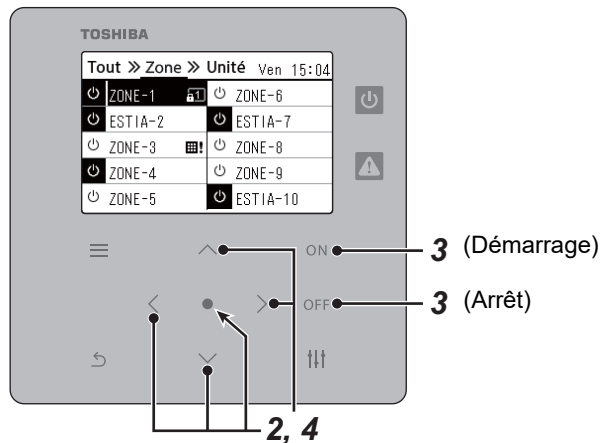 TOSHIBA
Tout » Zone » Unité Ven 15:04
ZONE-1 1 ZONE-6
ESTIA-2 ESTIA-7
ZONE-3 ! ZONE-8
ZONE-4 ZONE-9
ZONE-5 ESTIA-10
ON 3 (Démarrage)
OFF 3 (Arrêt)
2, 4